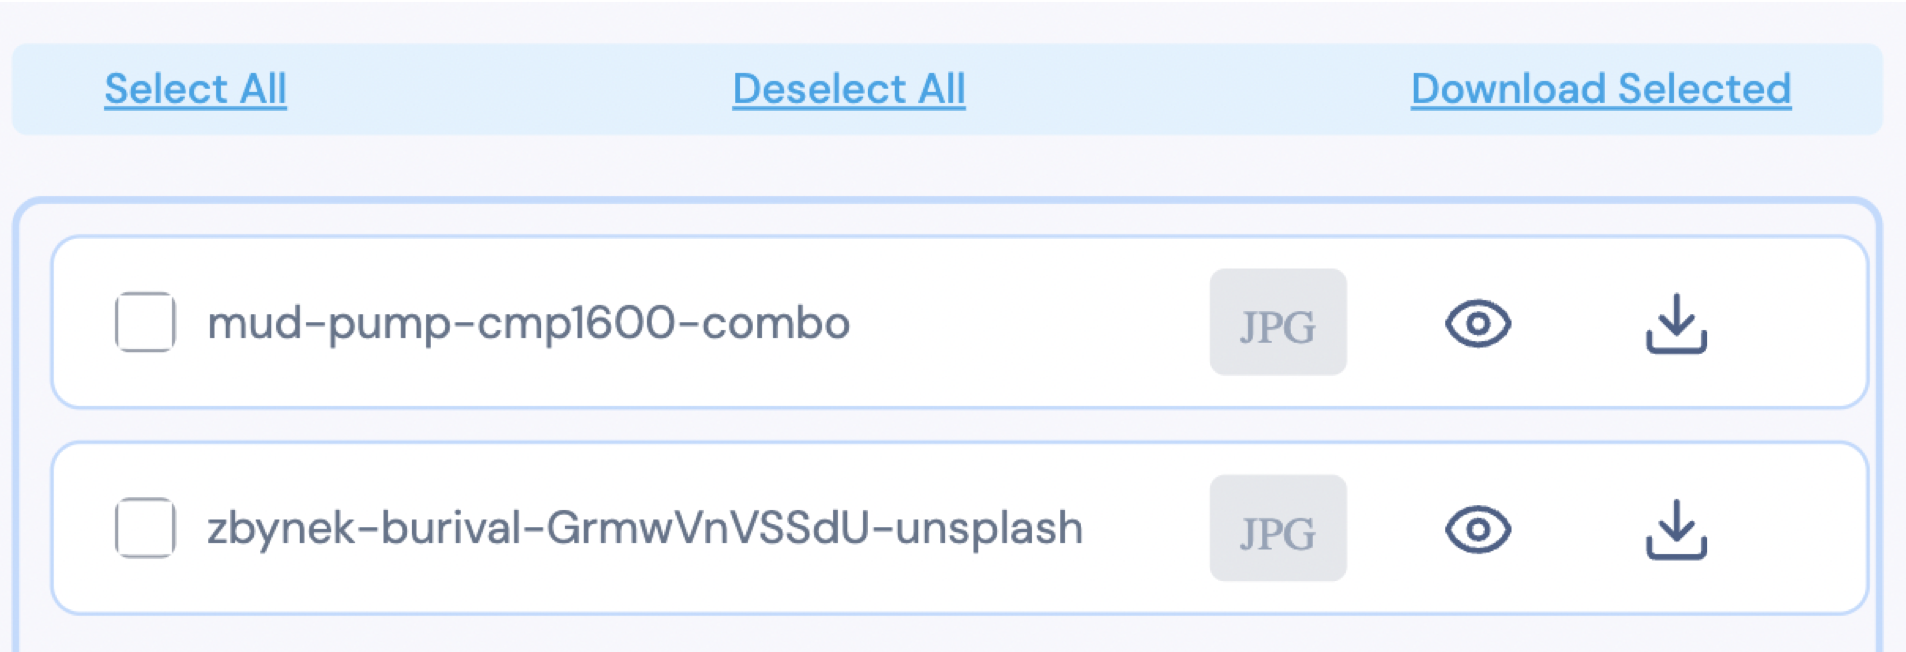 Select All Deselect All Download Selected
mud-pump-cmp1600-combo JPG
zbynek-burival-GrmwVnVSSdU-unsplash JPG